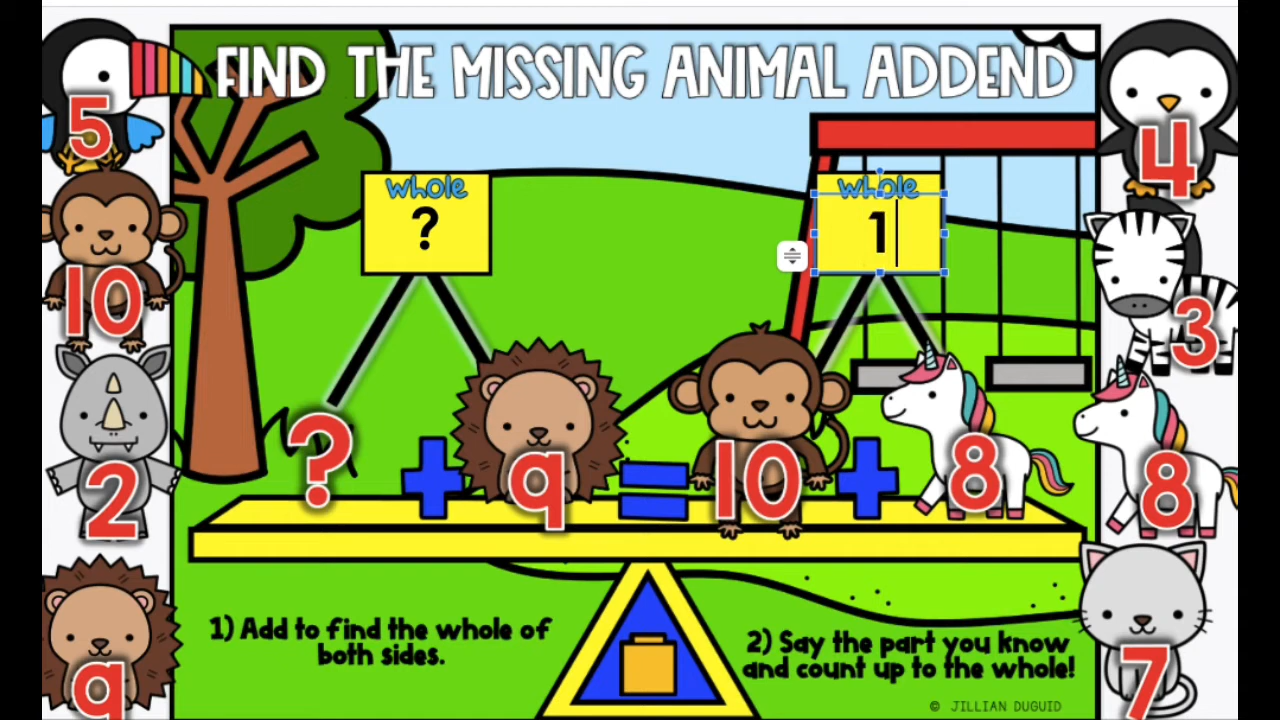 FIND THE MISSING ANIMAL ADDEND
5
4
whole
whole
?
1
10
3
2
? + 9 = 10 + 8
8
9
7
1) Add to find the whole of
both sides.
2) Say the part you know
and count up to the whole!
© JILLIAN DUGUID